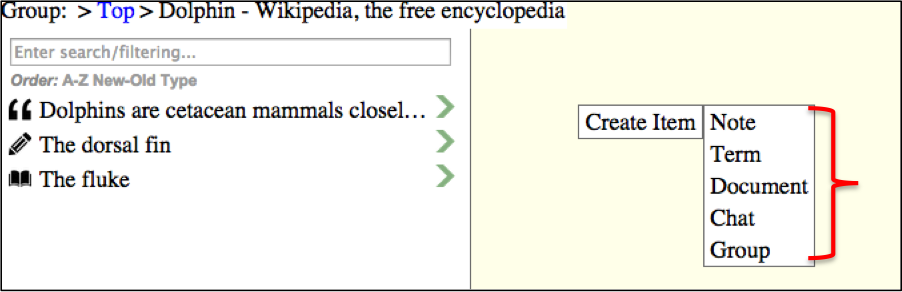 Group: > Top > Dolphin - Wikipedia, the free encyclopedia
Enter search/filtering...
Order: A-Z New-Old Type
Dolphins are cetacean mammals closel...
The dorsal fin
The fluke
Create Item
Note
Term
Document
Chat
Group